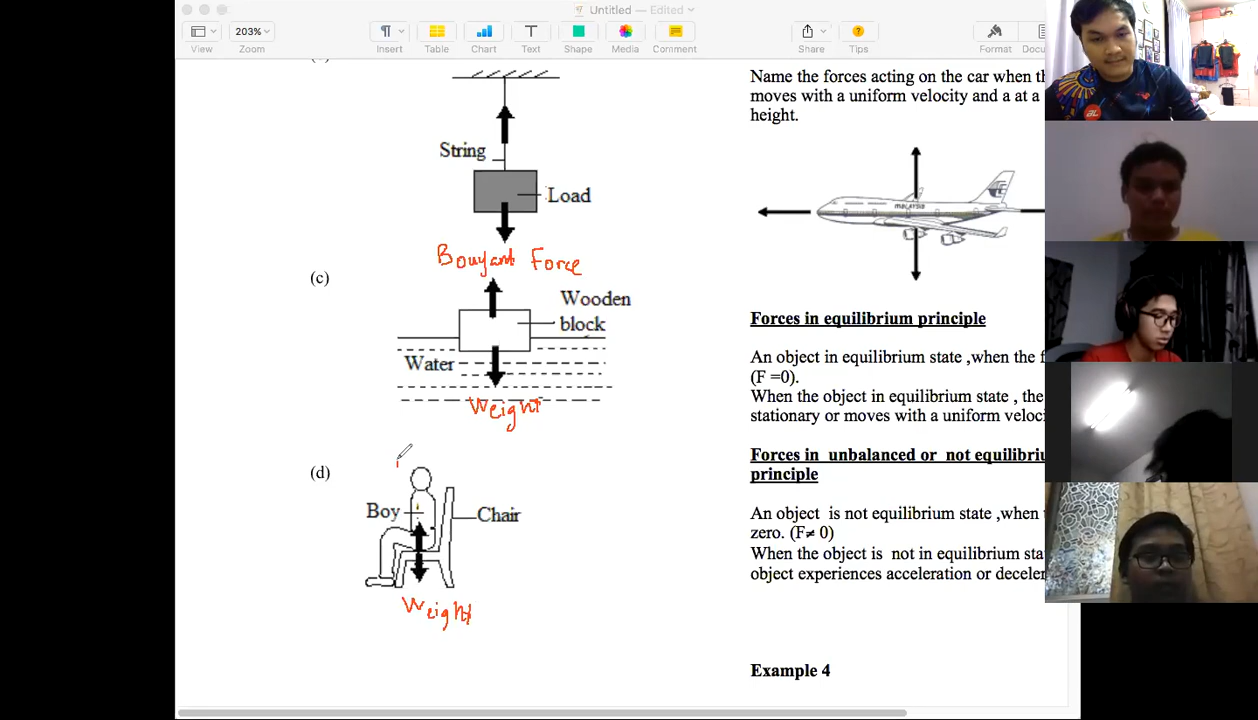 Untitled — Edited
203%
View
Zoom
Insert
Table
Chart
Text
Shape
Media
Comment
Share
Tips
Format
String
Load
Bouyant Force
(c)
Wooden
block
Water
Weight
(d)
Boy
Chair
Weight
Name the forces acting on the car when th
moves with a uniform velocity and a at a
height.
malaysia
Forces in equilibrium principle
An object in equilibrium state ,when the f
(F =0).
When the object in equilibrium state , the
stationary or moves with a uniform veloci
Forces in unbalanced or not equilibriu
principle
An object is not equilibrium state ,when t
zero. (F≠ 0)
When the object is not in equilibrium sta
object experiences acceleration or deceler
Example 4